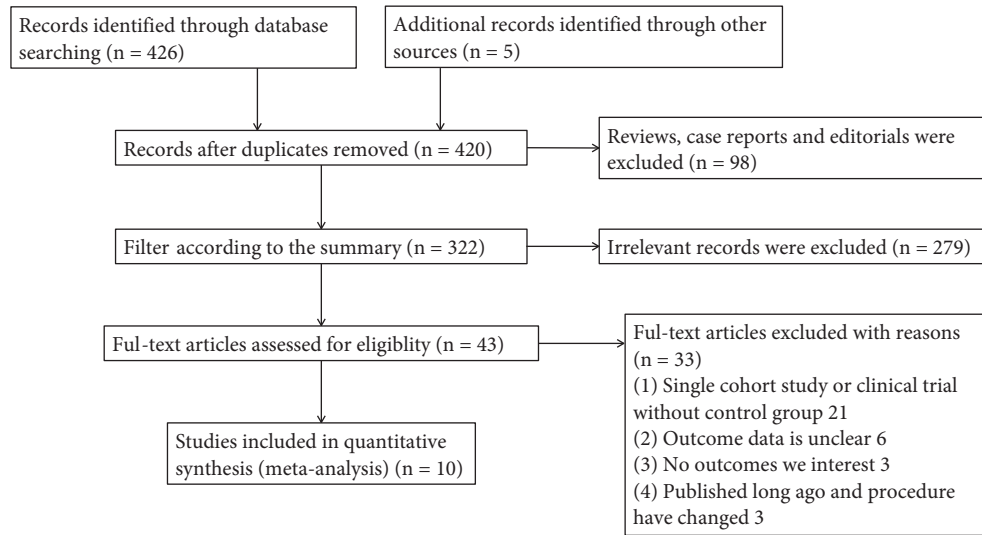 Records identified through database
searching (n = 426)
Additional records identified through other
sources (n = 5)
Records after duplicates removed (n = 420)
Reviews, case reports and editorials were
excluded (n = 98)
Filter according to the summary (n = 322)
Irrelevant records were excluded (n = 279)
Ful-text articles assessed for eligiblity (n = 43)
Ful-text articles excluded with reasons
(n = 33)
(1) Single cohort study or clinical trial
without control group 21
(2) Outcome data is unclear 6
(3) No outcomes we interest 3
(4) Published long ago and procedure
have changed 3
Studies included in quantitative
synthesis (meta-analysis) (n = 10)